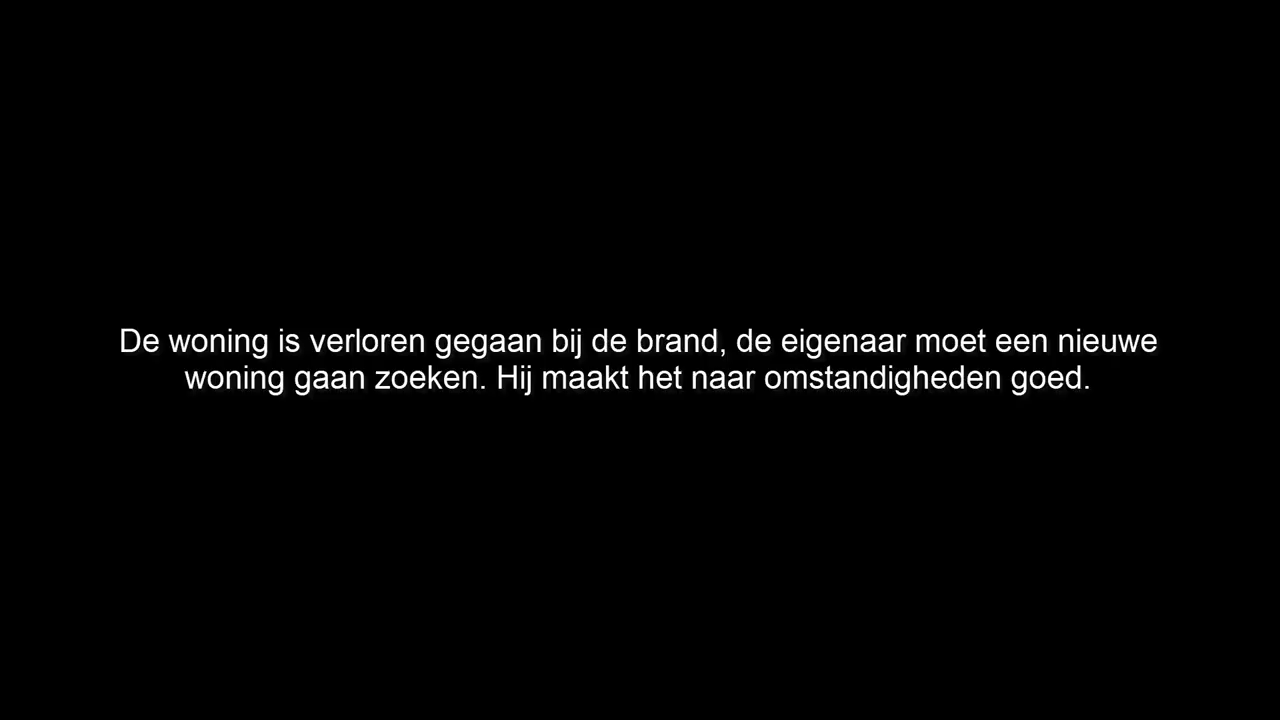 De woning is verloren gegaan bij de brand, de eigenaar moet een nieuwe
woning gaan zoeken. Hij maakt het naar omstandigheden goed.